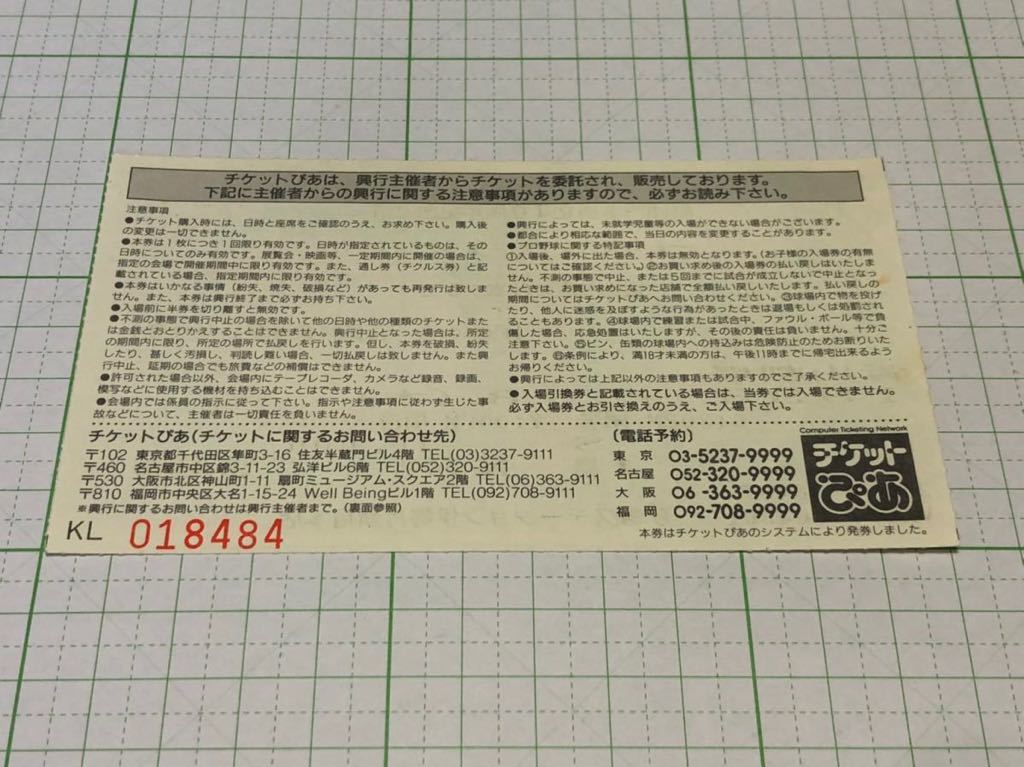 チケットぴあは、興行主催者からチケットを委託され、販売しております。
下記に主催者からの興行に関する注意事項がありますので、必ずお読み下さい。
注意事項
●チケット購入時には、日時と座席をご確認のうえ、お求め下さい。購入後
の変更は一切できません。
●本券は1枚につき1回限り有効です。日時が指定されているものは、その
日時についてのみ有効です。展覧会・映画等、一定期間内に開催の場合は、
指定の会場で開催期間中に限り有効です。また、通し券(チクルス券)と記
載されている場合、指定期間内に限り有効です。
●本券はいかなる事情(紛失、焼失、破損など)があっても再発行は致しま
せん。また、本券は興行終了まで必ずお持ち下さい。
●入場前に半券を切り離すと無効です。
●不測の事態で興行中止の場合を除いて他の日時や他の種類のチケットまた
は金銭とおとりかえすることはできません。興行中止となった場合は、所定
の期間内に限り、所定の場所で払戻しを行います。但し、本券を破損、紛失
したり、甚しく汚損し、判読し難い場合、一切払戻しは致しません。また興
行中止、延期の場合でも旅費などの補償はできません。
●許可された場合以外、会場内にテープレコーダ、カメラなど録音、録画、
模写などに使用する機材を持ち込むことはできません。
●会場内では係員の指示に従って下さい。指示や注意事項に従わず生じた事
故などについて、主催者は一切責任を負いません。
●興行によっては、未就学児童等の入場ができない場合がございます。
●都合により相応な範囲で、当日の内容を変更することがあります。
●プロ野球に関する特記事項
①入場後、場外に出た場合、本券は無効となります。(お子様の入場券の有無
についてはご確認ください。)②お買い求め後の入場券の払い戻しはいたしま
せん。不測の事態で中止、または5回までに試合が成立しないで中止となっ
たときは、お買い求めになった店舗で全額払い戻しいたします。払い戻しの
期間についてはチケットぴあへお問い合わせください。③球場内で物を投げ
たり、他人に迷惑を及ぼすような行為があったときは退場もしくは処罰され
ることもあります。④球場内で練習または試合中、ファウル・ボール等で負
傷した場合、応急処置はいたしますが、その後の責任は負いません。十分ご
注意下さい。⑤ビン、缶類の球場内への持込みは危険防止のためお断りいた
します。⑥条例により、満18才未満の方は、午後11時までに帰宅出来るよう
お帰りください。
●興行によっては上記以外の注意事項もありますのでご了承ください。
●入場引換券と記載されている場合は、当券では入場できません。
必ず入場券とお引き換えのうえ、ご入場下さい。
チケットぴあ(チケットに関するお問い合わせ先)
〒102 東京都千代田区隼町3-16 住友半蔵門ビル4階 TEL(03)3237-9111
〒460 名古屋市中区錦3-11-23 弘洋ビル6階 TEL(052)320-9111
〒530 大阪市北区神山町1-11 扇町ミュージアム・スクエア2階 TEL(06)363-9111
〒810 福岡市中央区大名1-15-24 Well Beingビル1階 TEL(092)708-9111
※興行に関するお問い合わせは興行主催者まで。(裏面参照)
KL 018484
〔電話予約〕
東京 03-5237-9999
名古屋 052-320-9999
大阪 06-363-9999
福岡 092-708-9999
Computer Ticketing Network
チケットぴあ
本券はチケットぴあのシステムにより発券しました。